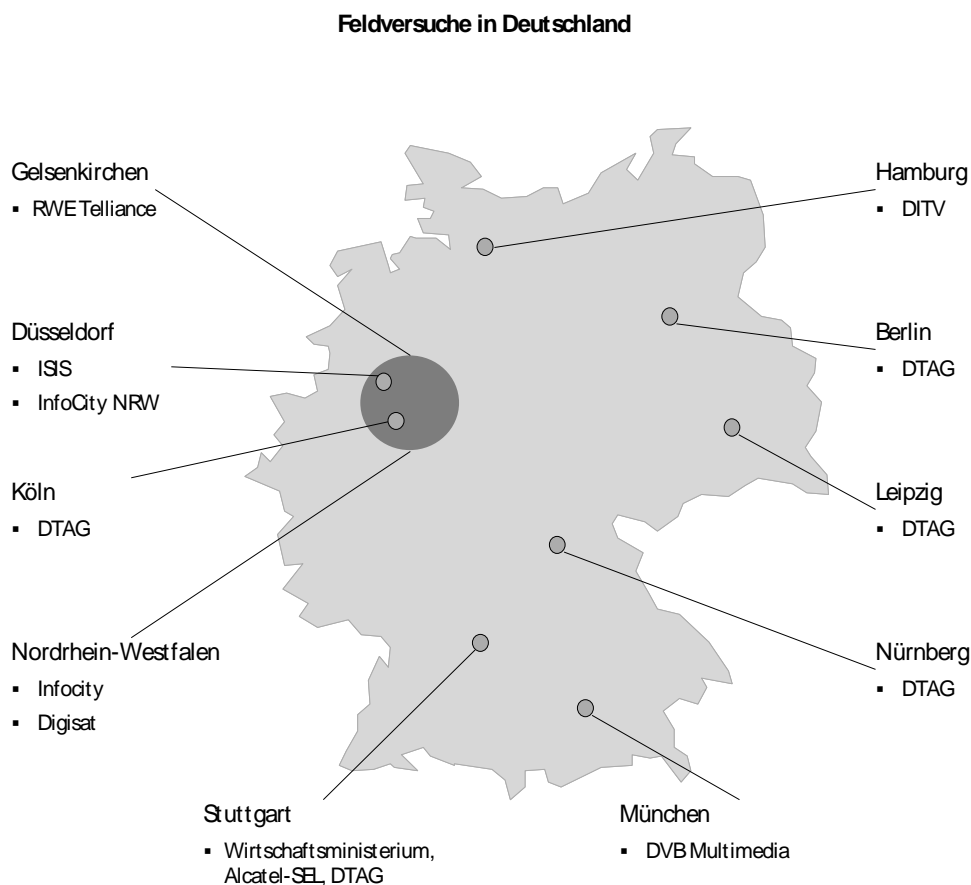 Feldversuche in Deutschland
Gelsenkirchen
▪ RWE Telliance
Düsseldorf
▪ ISIS
▪ InfoCity NRW
Köln
▪ DTAG
Nordrhein-Westfalen
▪ Infocity
▪ Digisat
Stuttgart
▪ Wirtschaftsministerium,
Alcatel-SEL, DTAG
München
▪ DVB Multimedia
Hamburg
▪ DITV
Berlin
▪ DTAG
Leipzig
▪ DTAG
Nürnberg
▪ DTAG